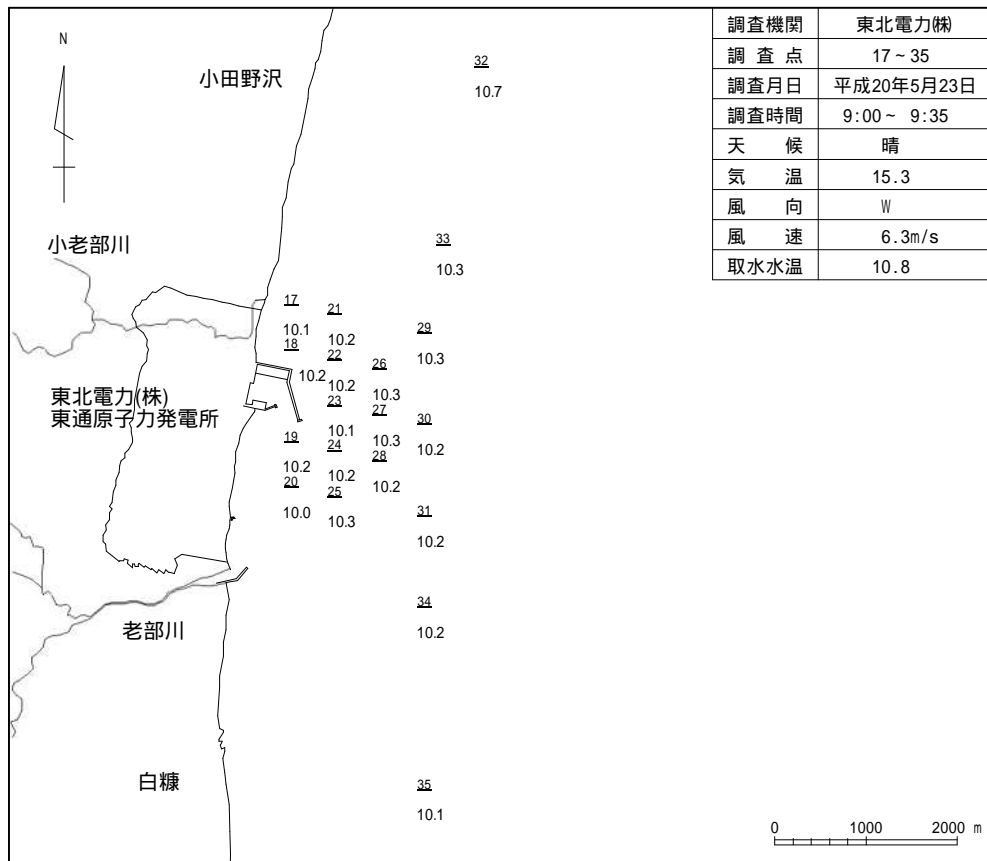 調査機関 東北電力㈱
調査点 17～35
調査月日 平成20年5月23日
調査時間 9:00～ 9:35
天候 晴
気温 15.3
風向 W
風速 6.3m/s
取水水温 10.8
N
小田野沢
32
10.7
小老部川
33
10.3
17
10.1
21
10.2
29
10.3
18
10.2
22
10.2
26
10.3
東北電力(株)
東通原子力発電所
23
10.1
27
10.3
30
10.2
19
10.2
24
10.2
28
10.2
20
10.0
25
10.3
31
10.2
34
10.2
老部川
白糠
35
10.1
0 1000 2000 m